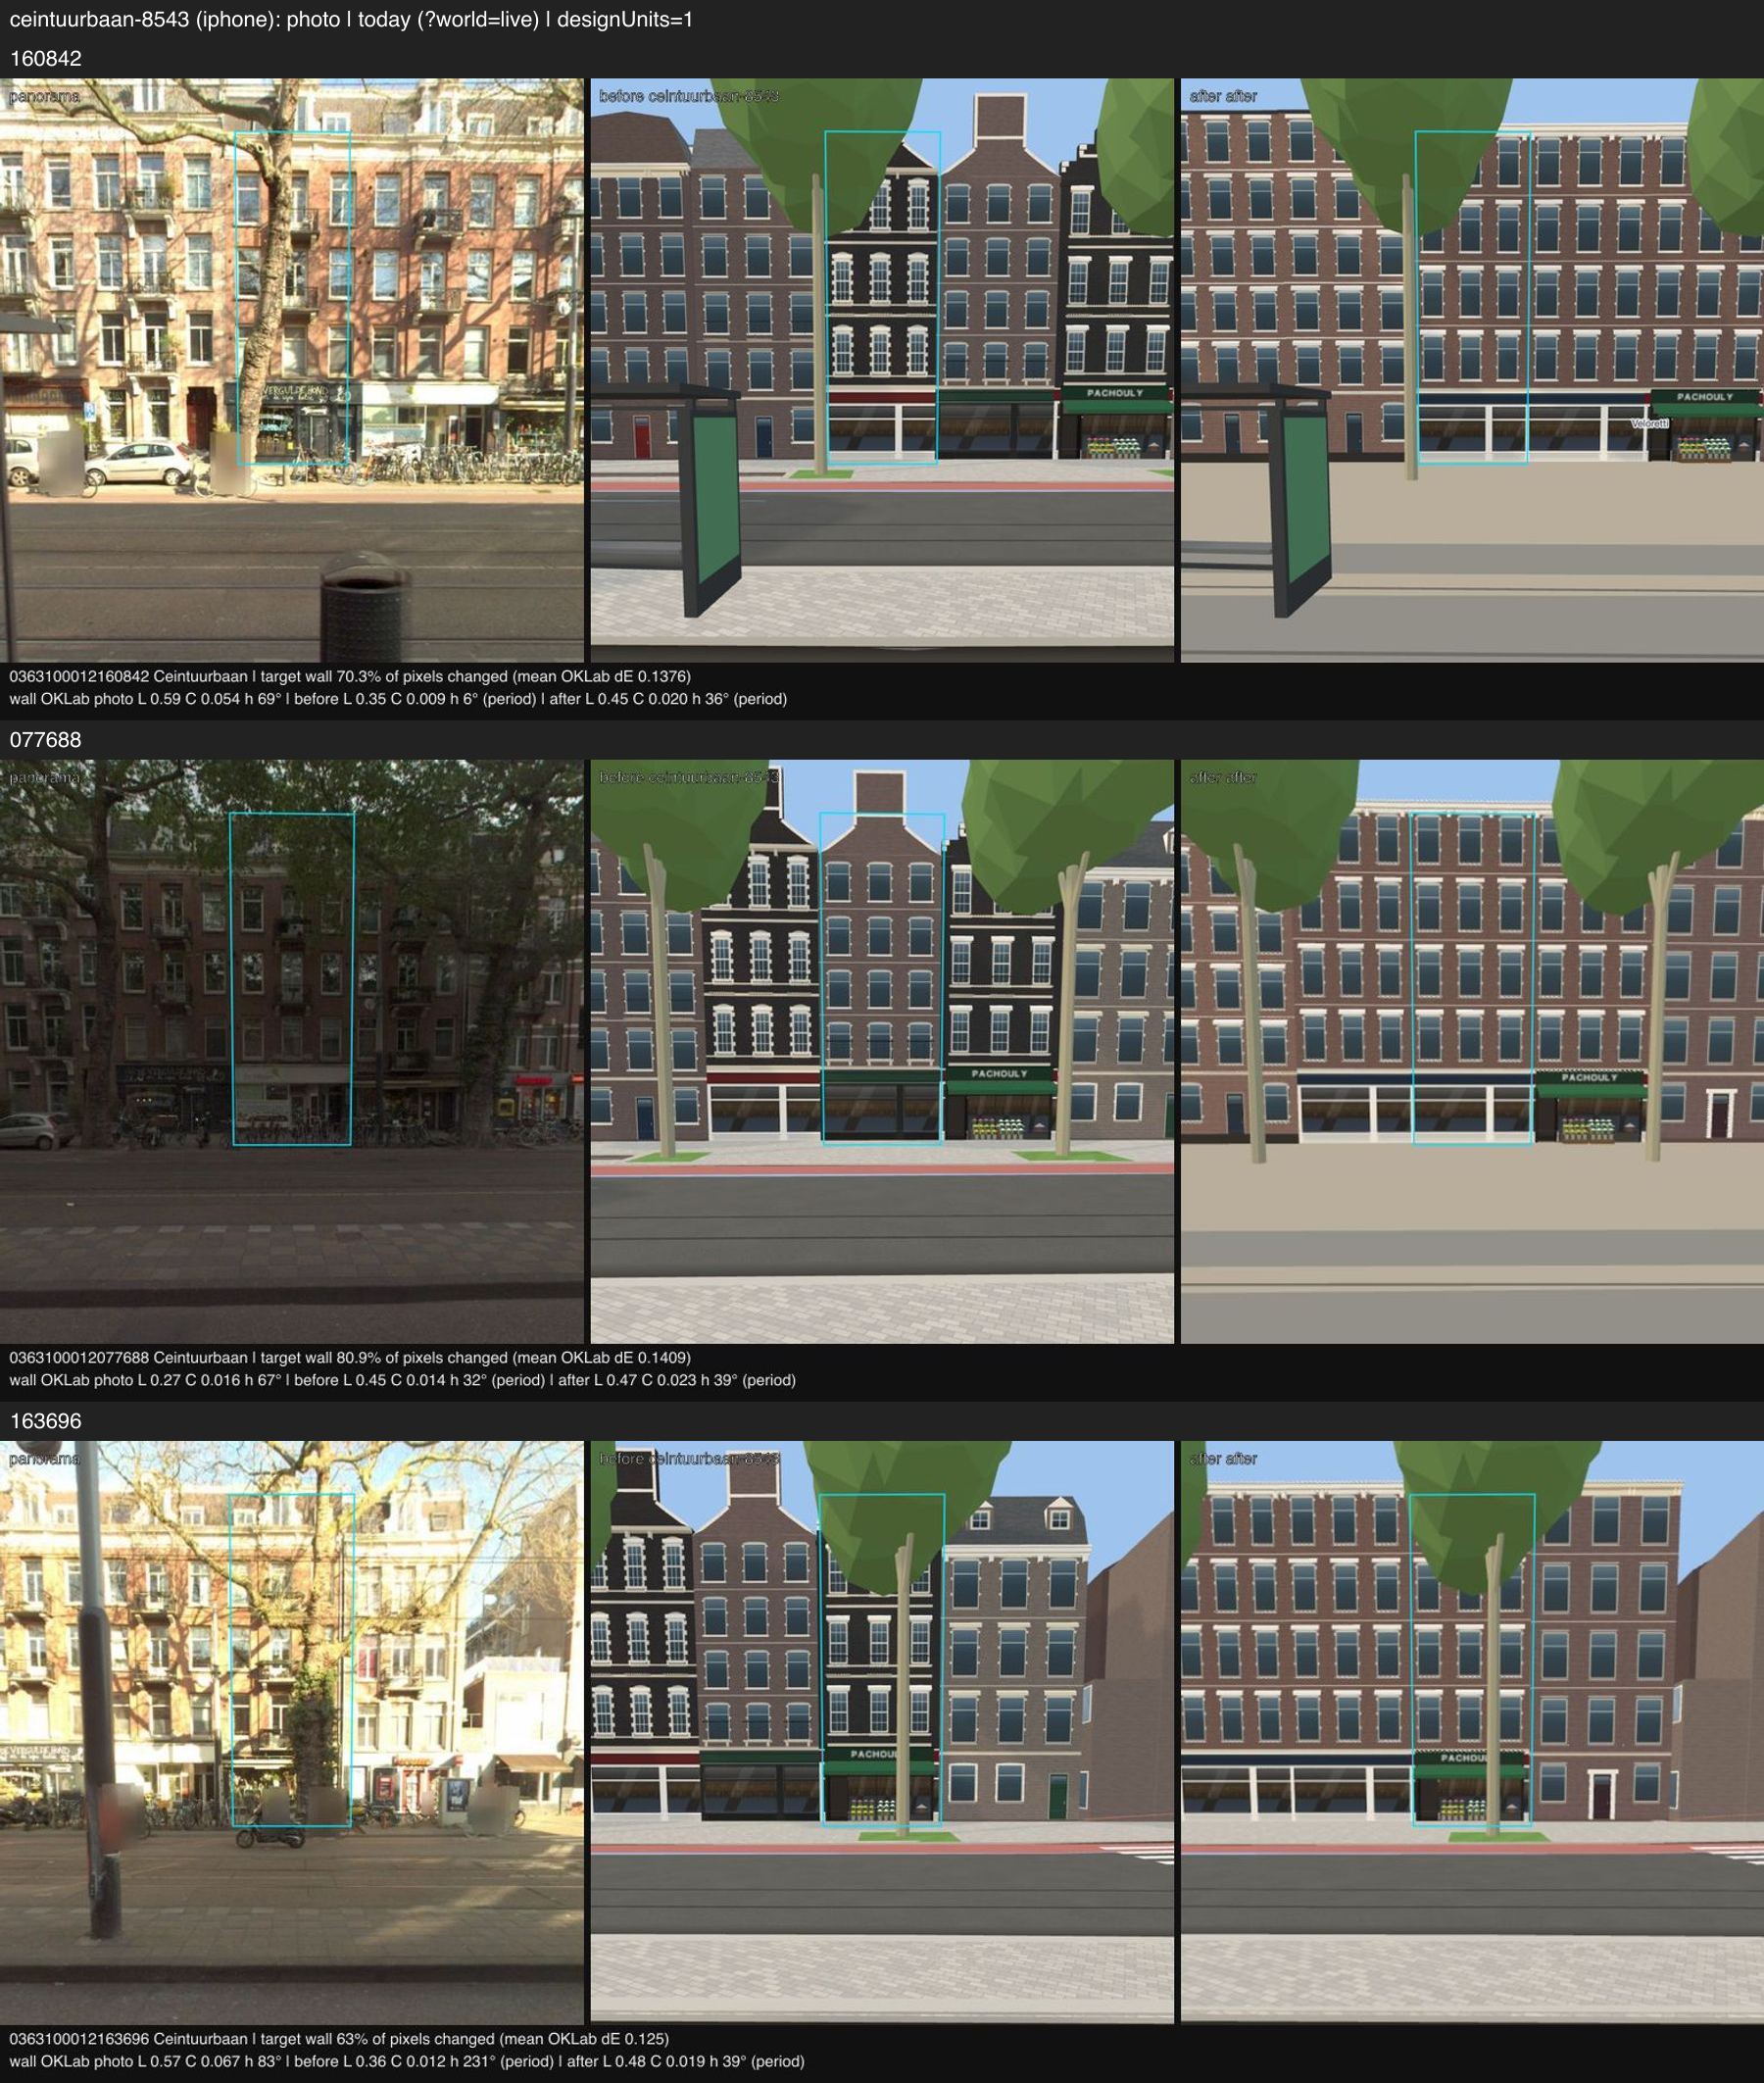 ceintuurbaan-8543 (iphone): photo | today (?world=live) | designUnits=1
160842
panorama
before ceintuurbaan-8543
after after
VERGULDE HAND
PACHOULY
PACHOULY
Veloretti
0363100012160842 Ceintuurbaan | target wall 70.3% of pixels changed (mean OKLab dE 0.1376)
wall OKLab photo L 0.59 C 0.054 h 69° | before L 0.35 C 0.009 h 6° (period) | after L 0.45 C 0.020 h 36° (period)
077688
panorama
before ceintuurbaan-8543
after after
PACHOULY
PACHOULY
0363100012077688 Ceintuurbaan | target wall 80.9% of pixels changed (mean OKLab dE 0.1409)
wall OKLab photo L 0.27 C 0.016 h 67° | before L 0.45 C 0.014 h 32° (period) | after L 0.47 C 0.023 h 39° (period)
163696
panorama
before ceintuurbaan-8543
after after
PACHOUL
PACHOUL
0363100012163696 Ceintuurbaan | target wall 63% of pixels changed (mean OKLab dE 0.125)
wall OKLab photo L 0.57 C 0.067 h 83° | before L 0.36 C 0.012 h 231° (period) | after L 0.48 C 0.019 h 39° (period)